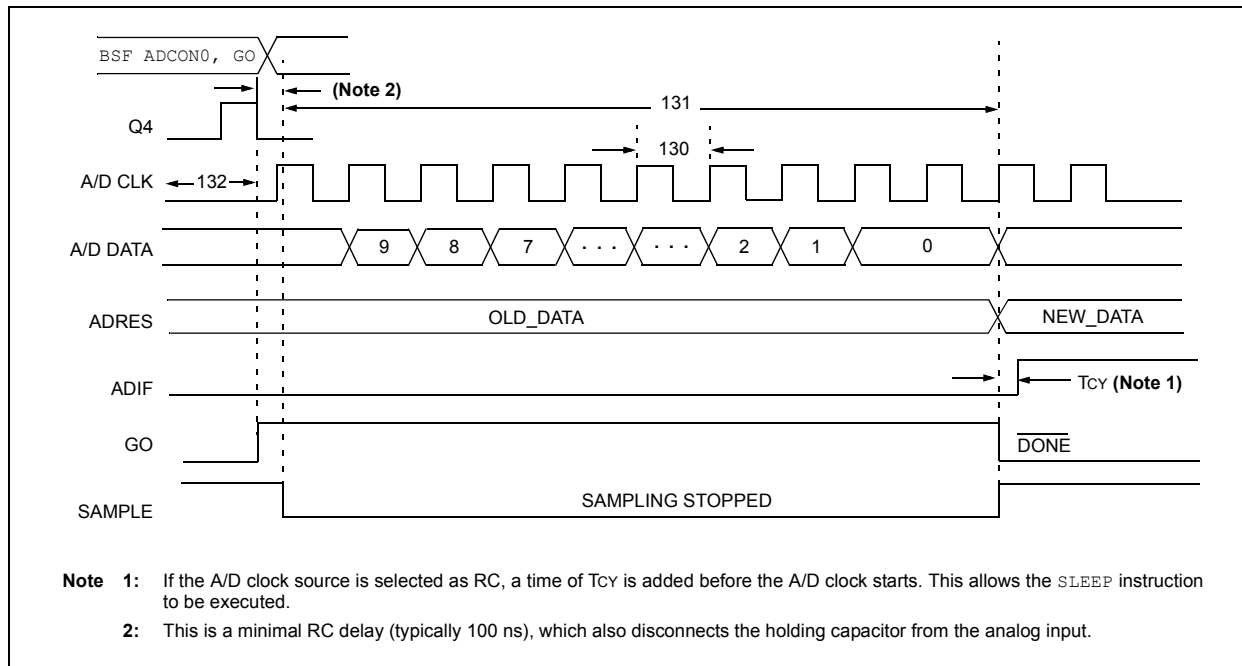 BSF ADCON0, GO
(Note 2)
131
Q4
130
A/D CLK
132
A/D DATA
9 8 7 · · · · · · 2 1 0
ADRES
OLD_DATA
NEW_DATA
ADIF
TCY (Note 1)
GO
DONE
SAMPLE
SAMPLING STOPPED
Note 1: If the A/D clock source is selected as RC, a time of TCY is added before the A/D clock starts. This allows the SLEEP instruction
to be executed.
2: This is a minimal RC delay (typically 100 ns), which also disconnects the holding capacitor from the analog input.